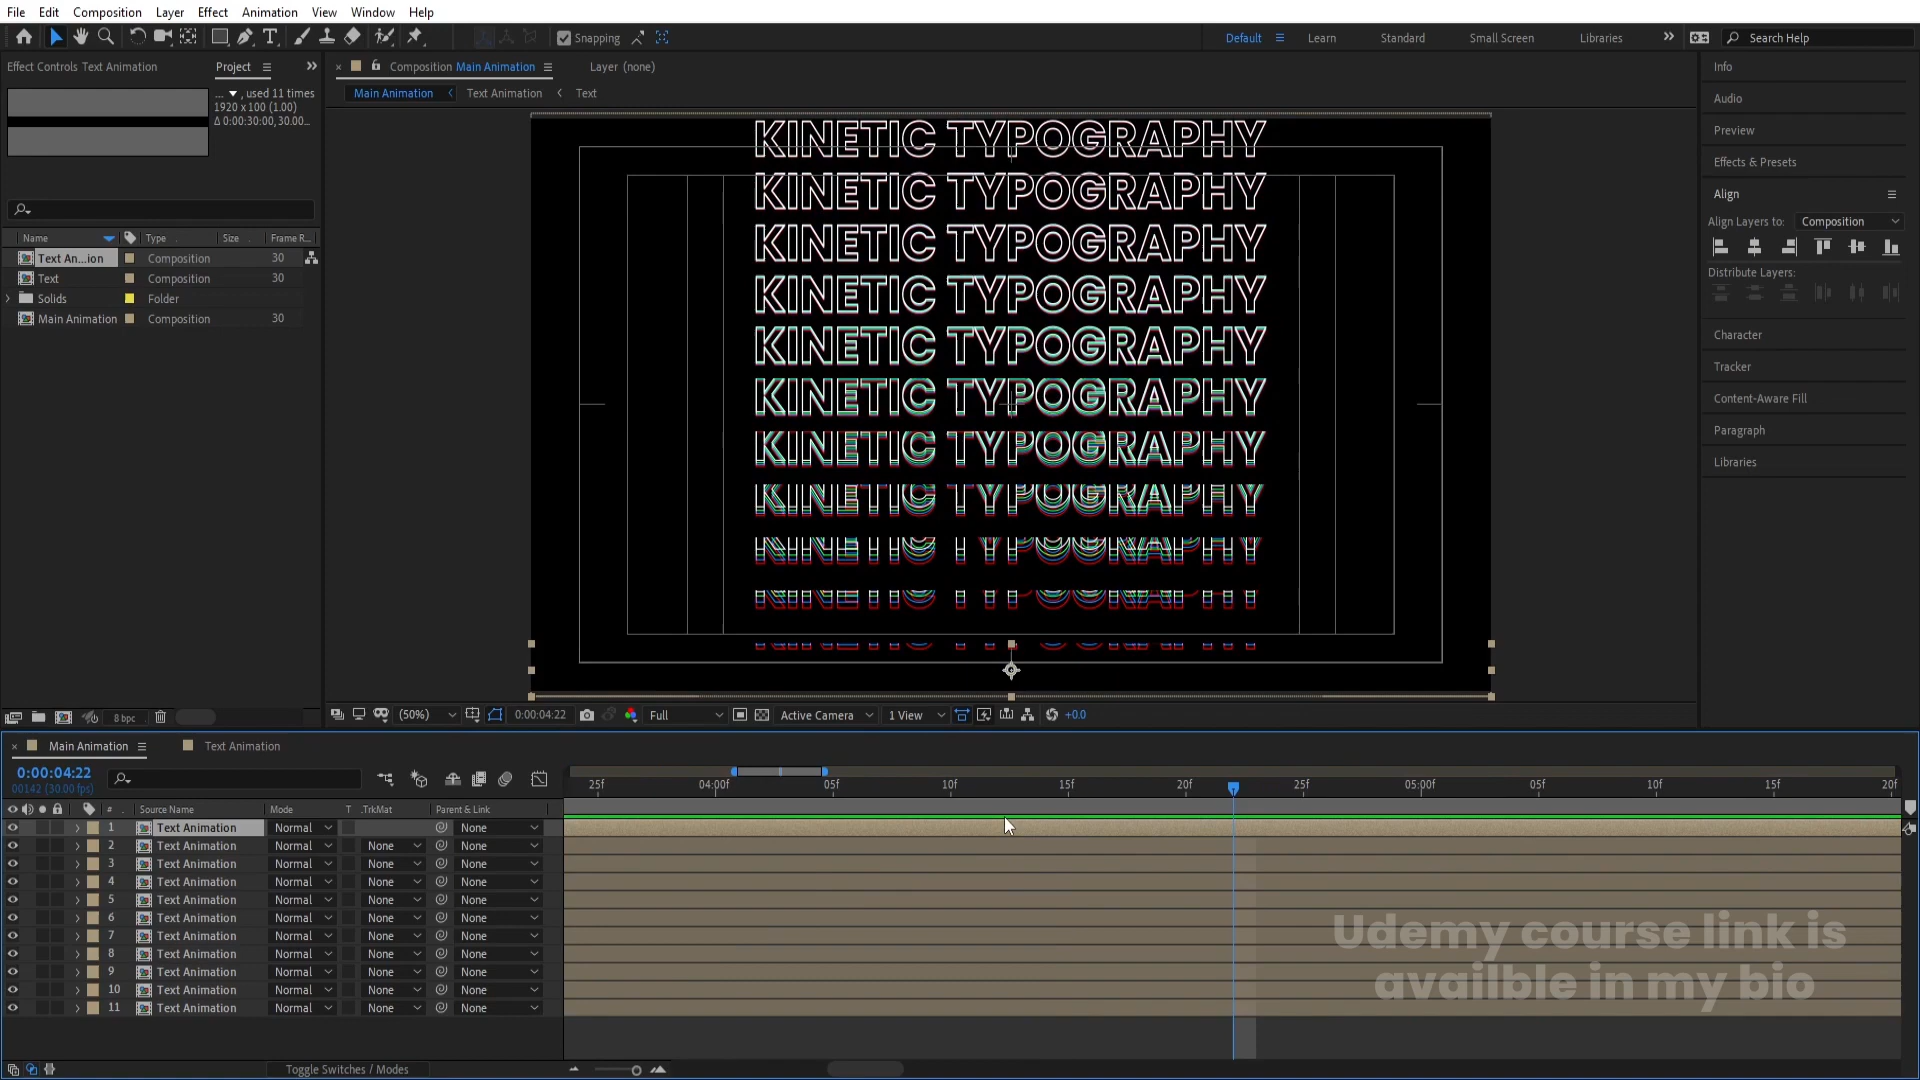 File Edit Composition Layer Effect Animation View Window Help
Snapping Default Learn Standard Small Screen Libraries Search Help
Effect Controls Text Animation Project
Composition Main Animation Layer (none)
Main Animation Text Animation Text
... , used 11 times
1920 x 100 (1.00)
Δ 0:00:30:00, 30.00...
Name Type Size Frame R...
Text An...ion Composition 30
Text Composition 30
Solids Folder
Main Animation Composition 30
8 bpc
KINETIC TYPOGRAPHY
KINETIC TYPOGRAPHY
KINETIC TYPOGRAPHY
KINETIC TYPOGRAPHY
KINETIC TYPOGRAPHY
KINETIC TYPOGRAPHY
KINETIC TYPOGRAPHY
KINETIC TYPOGRAPHY
KINETIC TYPOGRAPHY
KINETIC TYPOGRAPHY
(50%) 0:00:04:22 Full Active Camera 1 View +0.0
Info
Audio
Preview
Effects & Presets
Align
Align Layers to: Composition
Distribute Layers:
Character
Tracker
Content-Aware Fill
Paragraph
Libraries
Main Animation Text Animation
0:00:04:22
00142 (30.00 fps)
25f 04:00f 05f 10f 15f 20f 25f 05:00f 05f 10f 15f 20f
# Source Name Mode T .TrkMat Parent & Link
1 Text Animation Normal None
2 Text Animation Normal None None
3 Text Animation Normal None None
4 Text Animation Normal None None
5 Text Animation Normal None None
6 Text Animation Normal None None
7 Text Animation Normal None None
8 Text Animation Normal None None
9 Text Animation Normal None None
10 Text Animation Normal None None
11 Text Animation Normal None None
Udemy course link is
availble in my bio
Toggle Switches / Modes